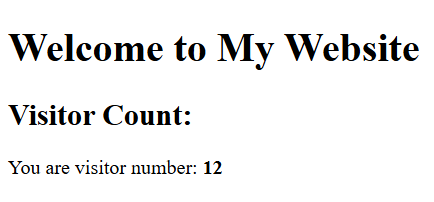 Welcome to My Website
Visitor Count:
You are visitor number: 12